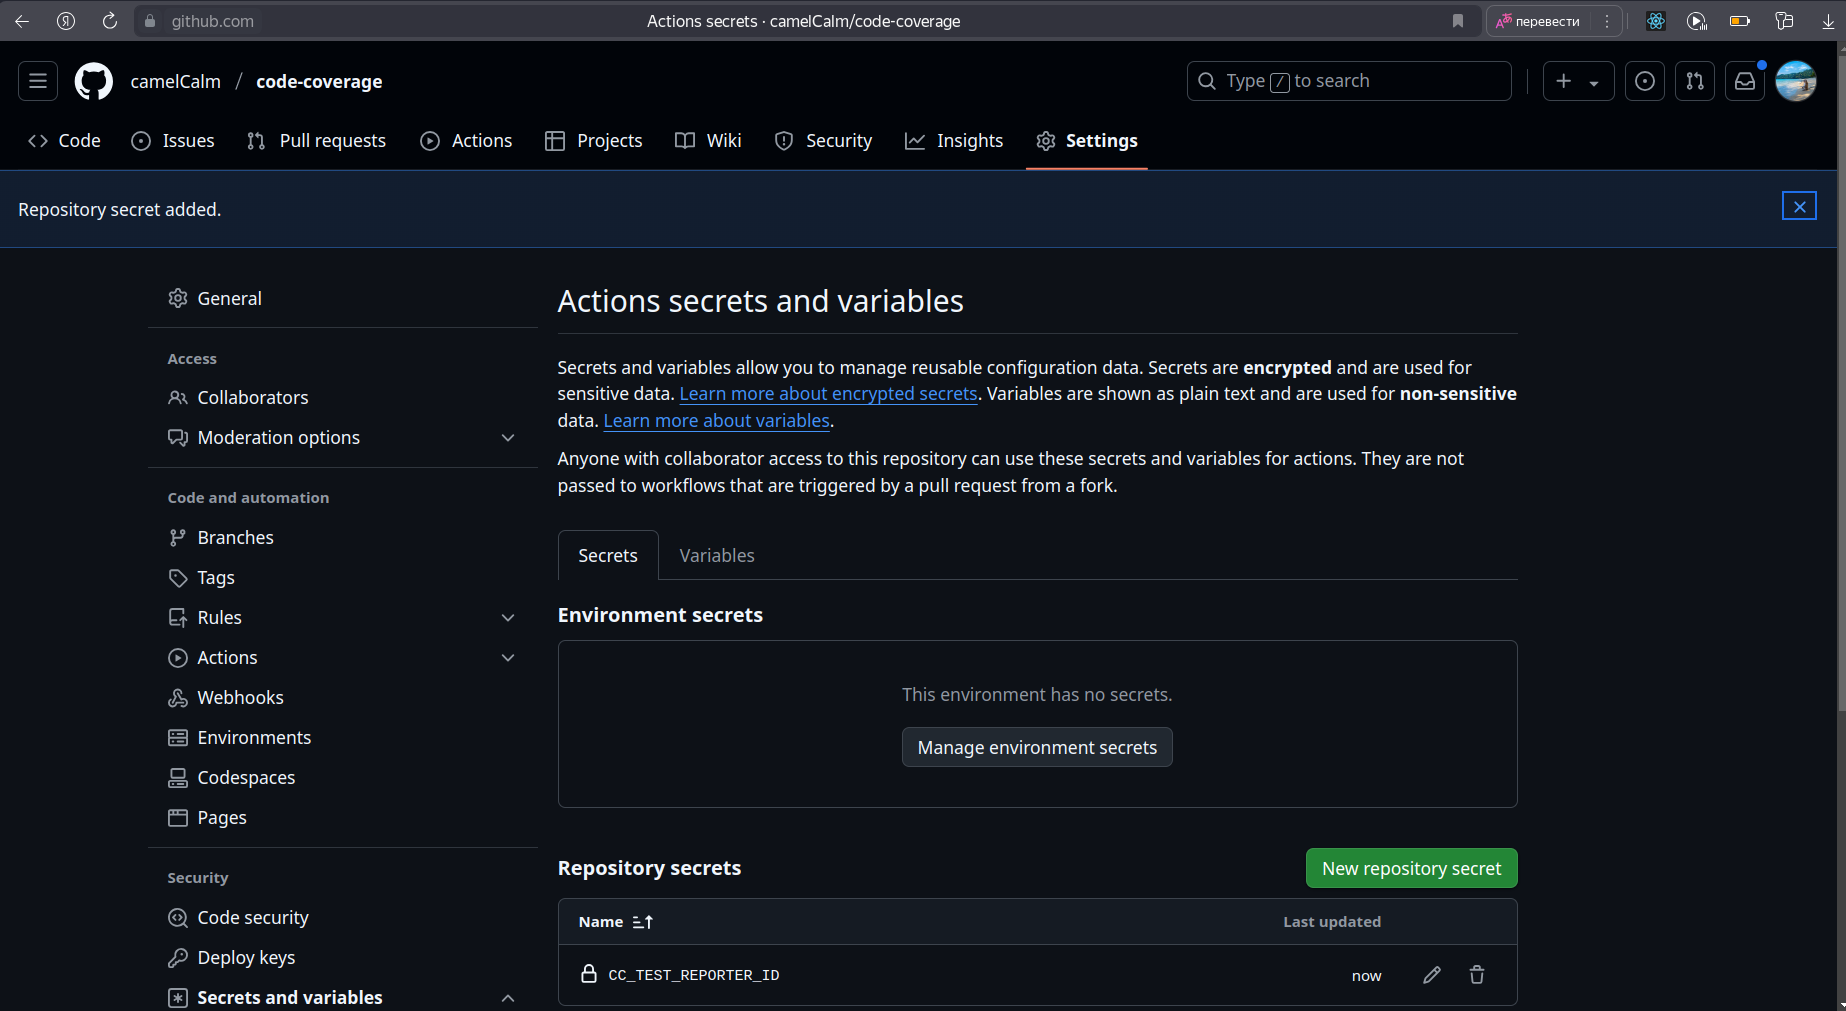 github.com
Actions secrets · camelCalm/code-coverage
перевести
camelCalm / code-coverage
Type / to search
Code
Issues
Pull requests
Actions
Projects
Wiki
Security
Insights
Settings
Repository secret added.
General
Access
Collaborators
Moderation options
Code and automation
Branches
Tags
Rules
Actions
Webhooks
Environments
Codespaces
Pages
Security
Code security
Deploy keys
Secrets and variables
Actions secrets and variables
Secrets and variables allow you to manage reusable configuration data. Secrets are encrypted and are used for
sensitive data. Learn more about encrypted secrets. Variables are shown as plain text and are used for non-sensitive
data. Learn more about variables.
Anyone with collaborator access to this repository can use these secrets and variables for actions. They are not
passed to workflows that are triggered by a pull request from a fork.
Secrets
Variables
Environment secrets
This environment has no secrets.
Manage environment secrets
Repository secrets
New repository secret
Name
Last updated
CC_TEST_REPORTER_ID
now